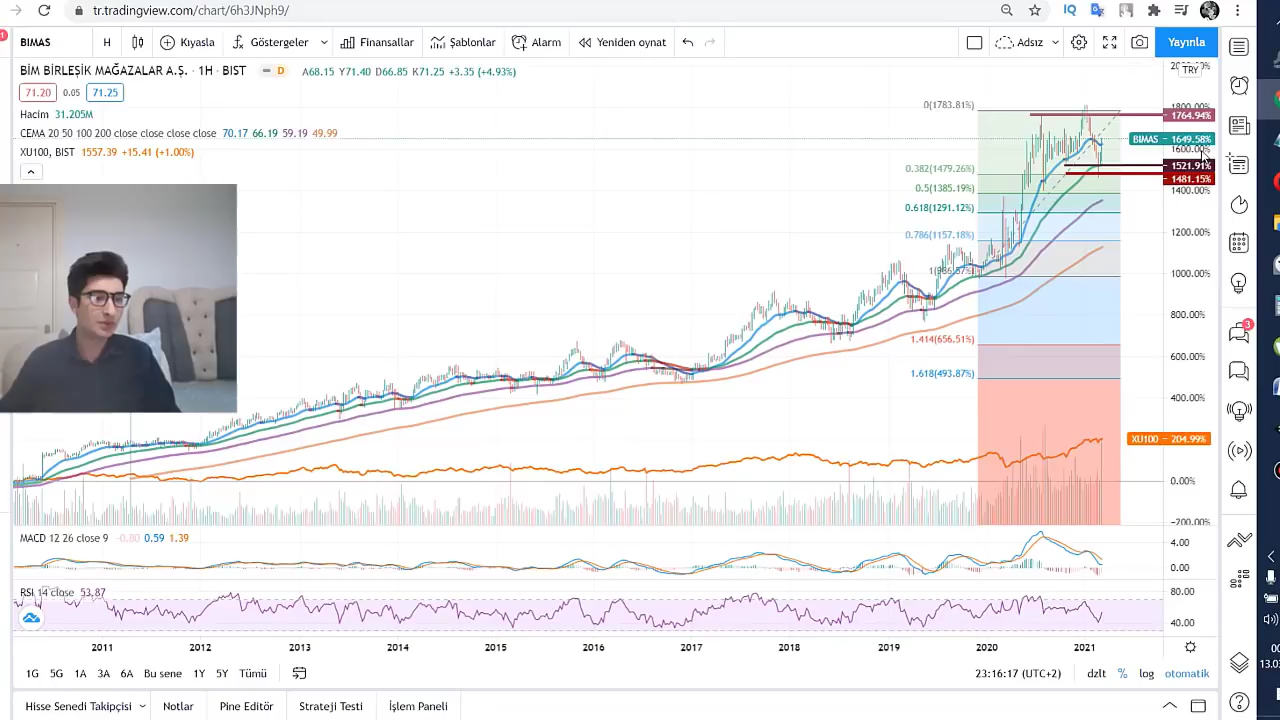 tr.tradingview.com/chart/6h3JNph9/
BIMAS H Kıyasla Göstergeler Finansallar Şablonlar Alarm Yeniden oynat Adsız Yayınla
BİM BİRLEŞİK MAĞAZALAR A.Ş. · 1H · BIST D A68.15 Y71.40 D66.85 K71.25 +3.35 (+4.93%)
TRY
71.20 0.05 71.25
Hacim 31.205M
CEMA 20 50 100 200 close close close close 70.17 66.19 59.19 49.99
XU100, BIST 1557.39 +15.41 (+1.00%)
0(1783.81%)
0.382(1479.26%)
0.5(1385.19%)
0.618(1291.12%)
0.786(1157.18%)
1(986.57%)
1.414(656.51%)
1.618(493.87%)
1764.94%
BIMAS 1649.58%
1600.00%
1521.91%
1481.15%
1400.00%
1200.00%
1000.00%
800.00%
600.00%
400.00%
XU100 204.99%
0.00%
-200.00%
3
MACD 12 26 close 9 -0.80 0.59 1.39
4.00
0.00
RSI 14 close 53.87
80.00
40.00
2011 2012 2013 2014 2015 2016 2017 2018 2019 2020 2021
1G 5G 1A 3A 6A Bu sene 1Y 5Y Tümü 23:16:17 (UTC+2) dzlt % log otomatik
Hisse Senedi Takipçisi Notlar Pine Editör Strateji Testi İşlem Paneli